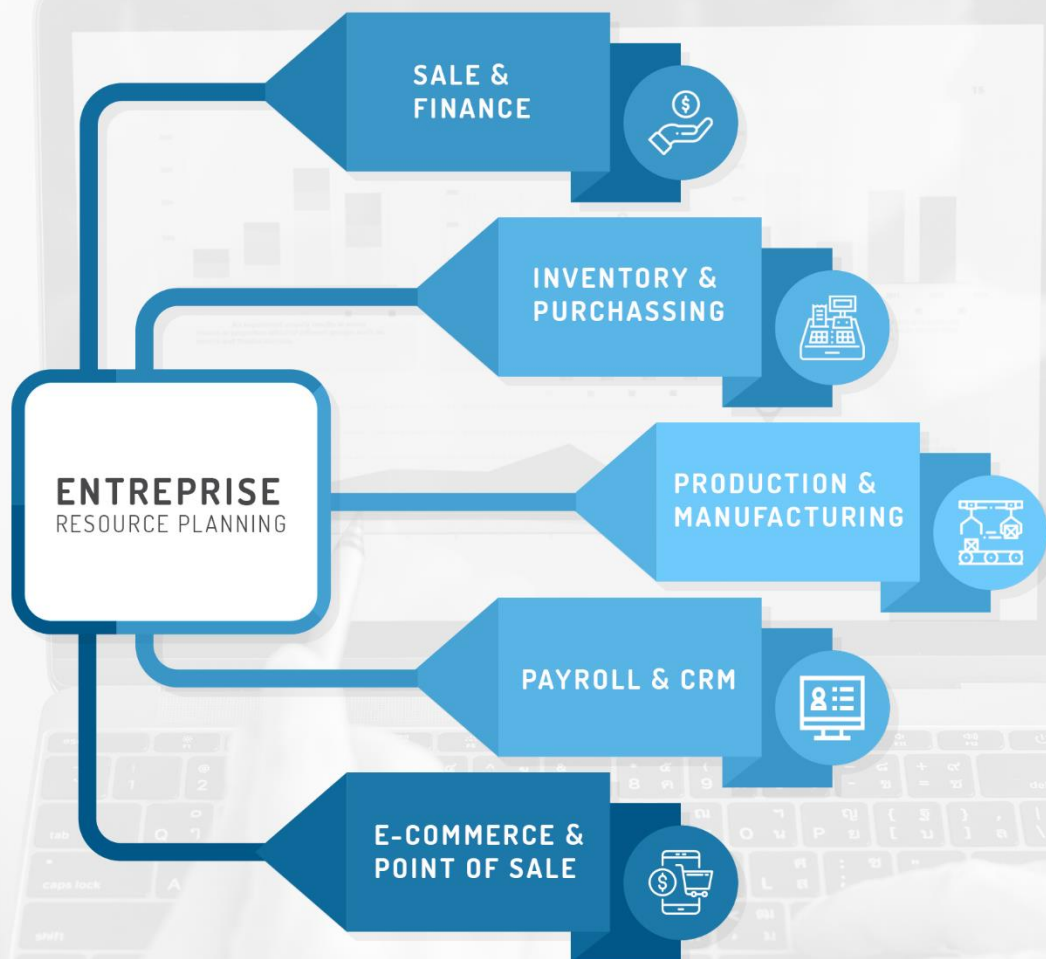 SALE &
FINANCE
INVENTORY &
PURCHASSING
ENTREPRISE
RESOURCE PLANNING
PRODUCTION &
MANUFACTURING
PAYROLL & CRM
E-COMMERCE &
POINT OF SALE